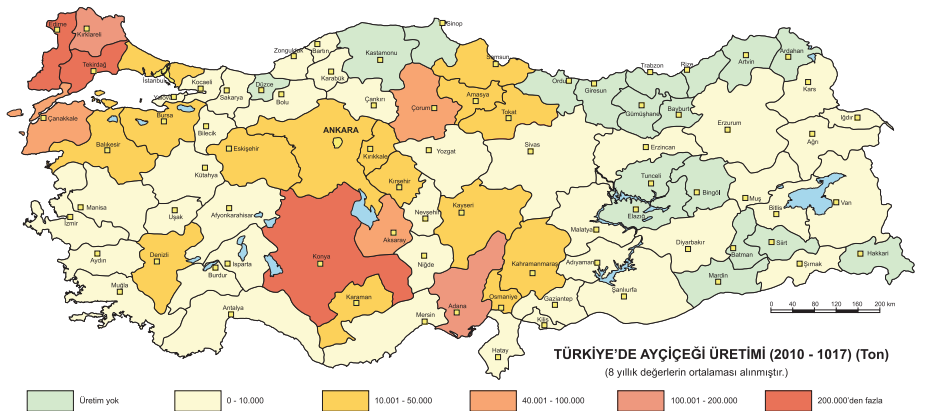 Edirne
Kırklareli
Tekirdağ
İstanbul
Kocaeli
Yalova
Sakarya
Düzce
Bolu
Zonguldak
Bartın
Karabük
Kastamonu
Sinop
Çankırı
Samsun
Çorum
Amasya
Tokat
Ordu
Giresun
Trabzon
Rize
Artvin
Ardahan
Kars
Gümüşhane
Bayburt
Erzurum
Iğdır
Ağrı
Çanakkale
Balıkesir
Bursa
Bilecik
Eskişehir
Kütahya
ANKARA
Kırıkkale
Kırşehir
Yozgat
Sivas
Erzincan
Tunceli
Bingöl
Elazığ
Muş
Bitlis
Van
Manisa
İzmir
Uşak
Afyonkarahisar
Konya
Aksaray
Nevşehir
Kayseri
Niğde
Malatya
Diyarbakır
Batman
Siirt
Şırnak
Hakkari
Mardin
Aydın
Denizli
Muğla
Burdur
Isparta
Antalya
Karaman
Mersin
Adana
Osmaniye
Kahramanmaraş
Adıyaman
Gaziantep
Şanlıurfa
Kilis
Hatay
0 40 80 120 160 200 km
TÜRKİYE'DE AYÇİÇEĞİ ÜRETİMİ (2010 - 1017) (Ton)
(8 yıllık değerlerin ortalaması alınmıştır.)
Üretim yok
0 - 10.000
10.001 - 50.000
40.001 - 100.000
100.001 - 200.000
200.000'den fazla